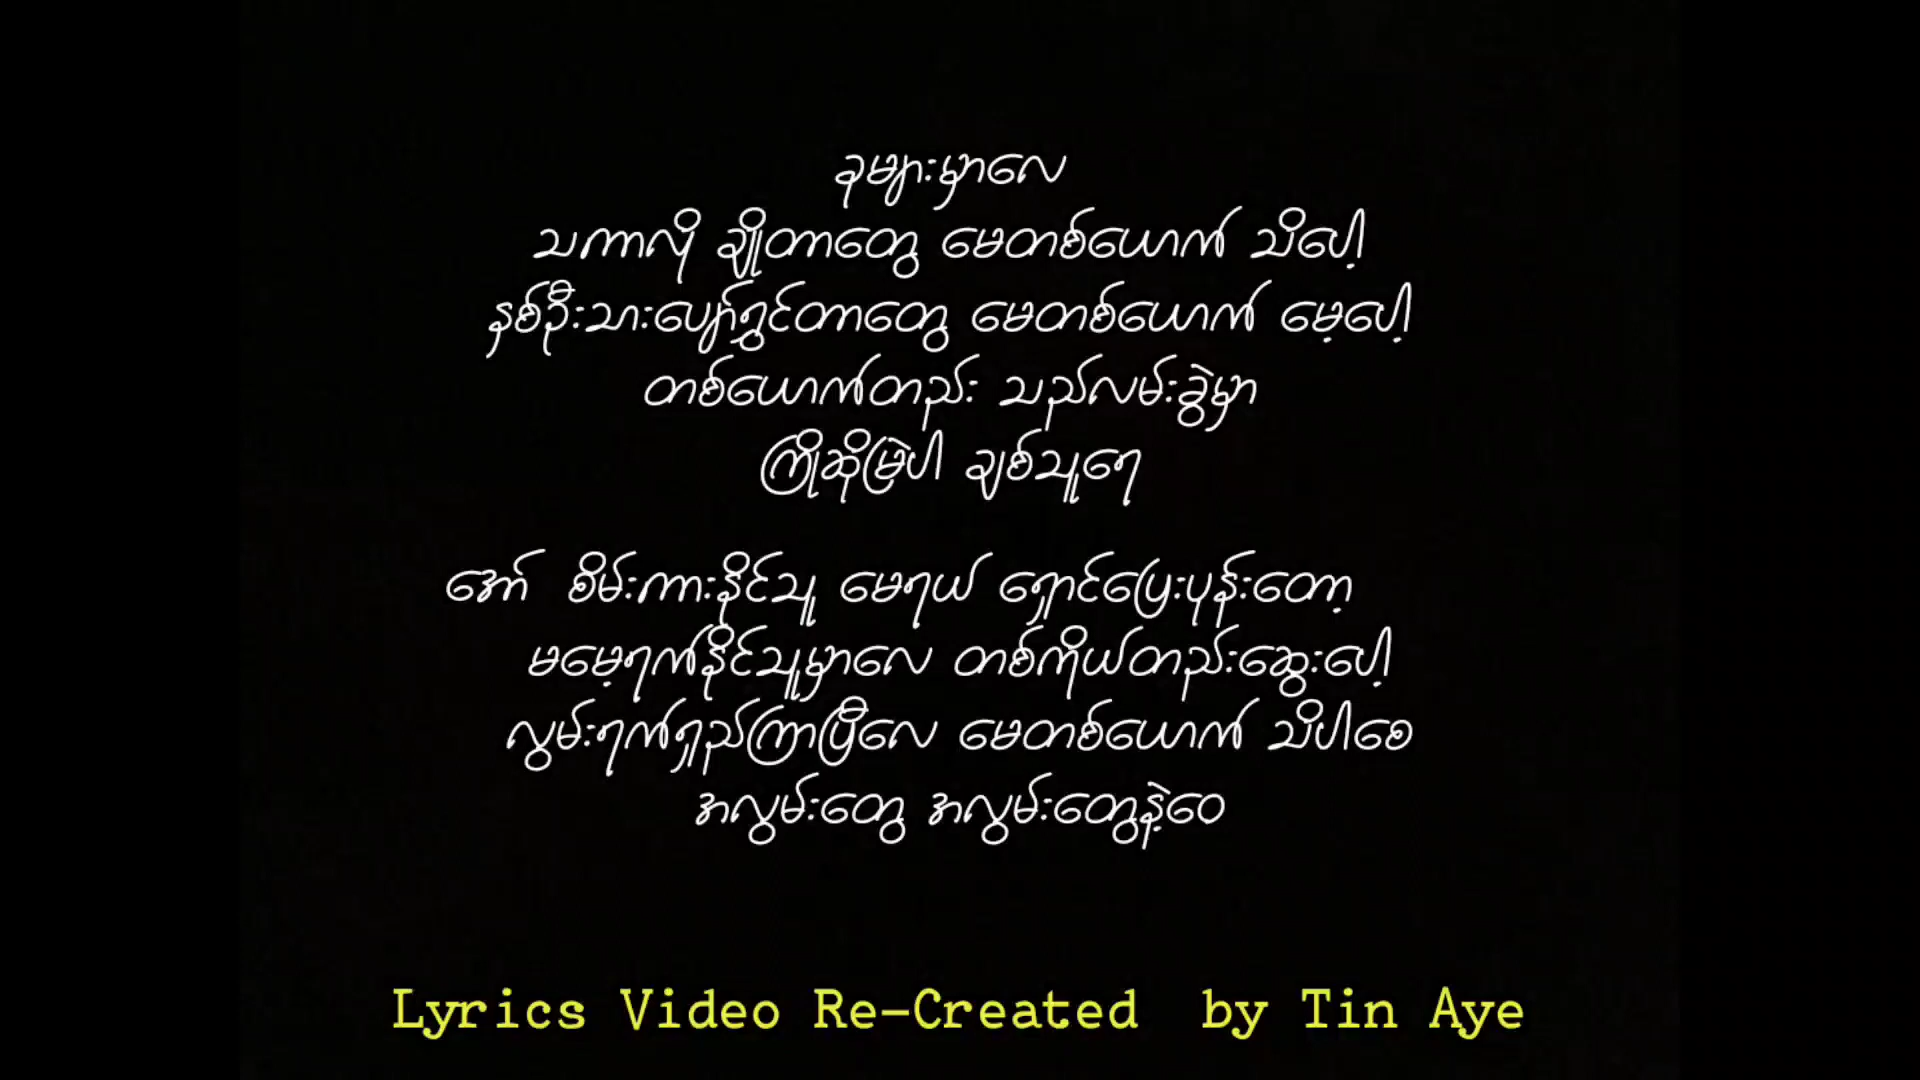 ခများမှာလေ
သကာလို ချိုတာတွေ မေတစ်ယောက် သိပေါ့
နှစ်ဦးသားပျော်ရွှင်တာတွေ မေတစ်ယောက် မေ့ပေါ့
တစ်ယောက်တည်း သည်လမ်းခွဲမှာ
ကြိုဆိုမြဲပါ ချစ်သူရေ
အော် စိမ်းကားနိုင်သူ မေရယ် ရှောင်ပြေးပုန်းတော့
မမေ့ရက်နိုင်သူမှာလေ တစ်ကိုယ်တည်းဆွေးပေါ့
လွမ်းရက်ရှည်ကြာပြီလေ မေတစ်ယောက် သိပါစေ
အလွမ်းတွေ အလွမ်းတွေနဲ့ဝေ
Lyrics Video Re-Created by Tin Aye